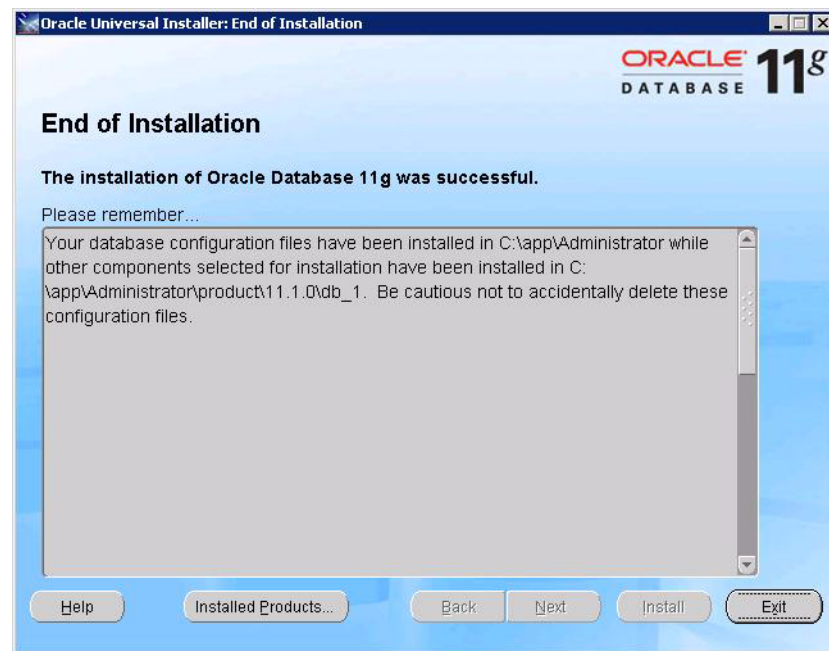 Oracle Universal Installer: End of Installation
ORACLE 11g
DATABASE
End of Installation
The installation of Oracle Database 11g was successful.
Please remember...
Your database configuration files have been installed in C:\app\Administrator while
other components selected for installation have been installed in C:
\app\Administrator\product\11.1.0\db_1.  Be cautious not to accidentally delete these
configuration files.
Help Installed Products... Back Next Install Exit